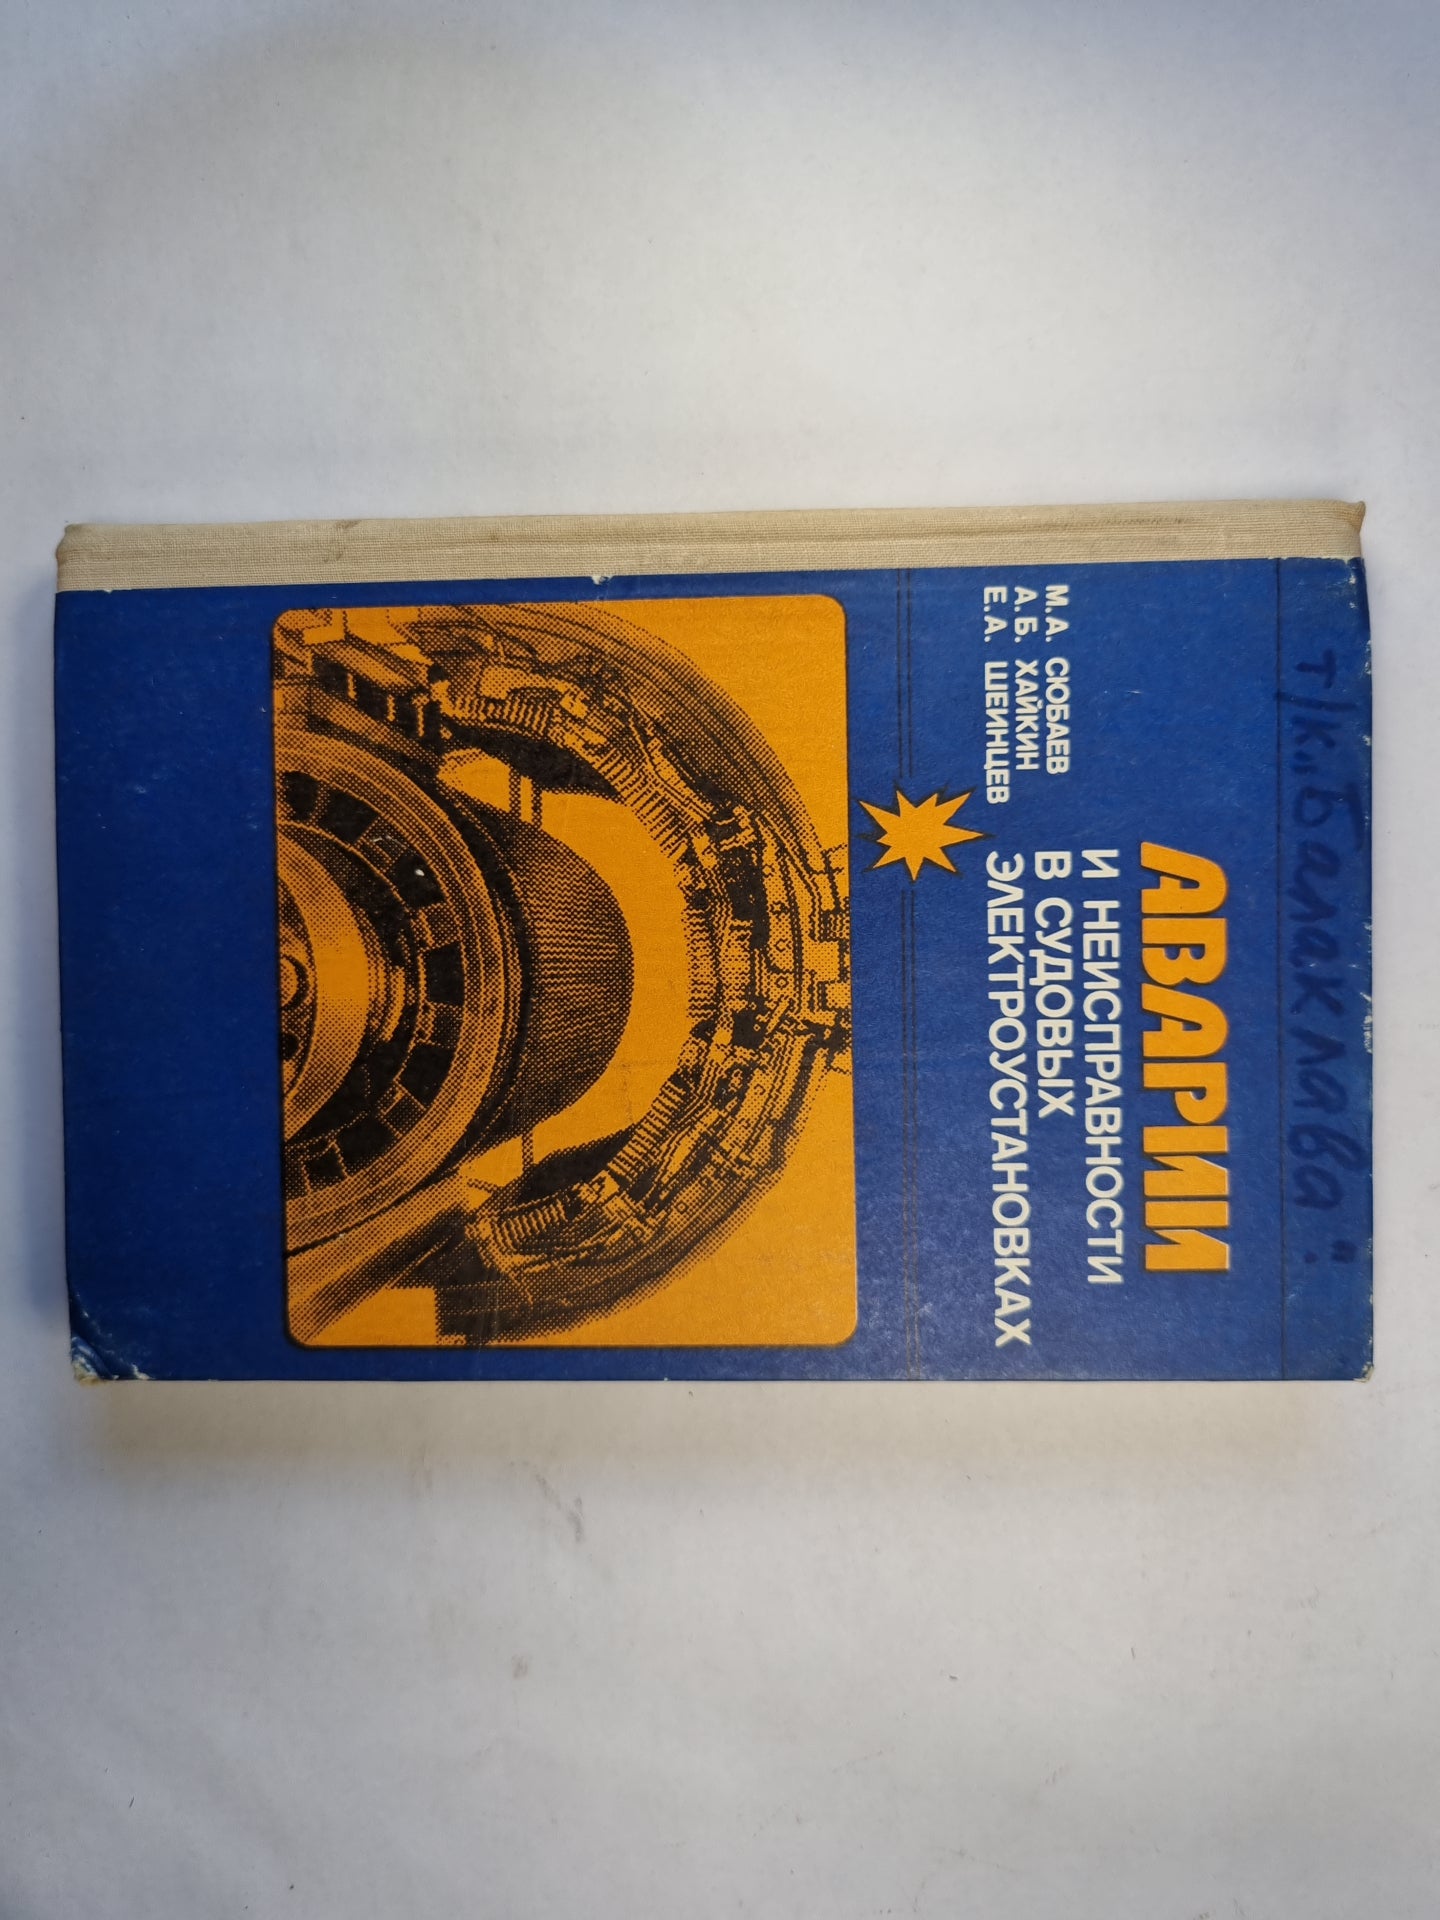 т/к „Балаклава".
М.А. СЮБАЕВ
А.Б. ХАЙКИН
Е.А. ШЕИНЦЕВ
АВАРИИ
И НЕИСПРАВНОСТИ
В СУДОВЫХ
ЭЛЕКТРОУСТАНОВКАХ